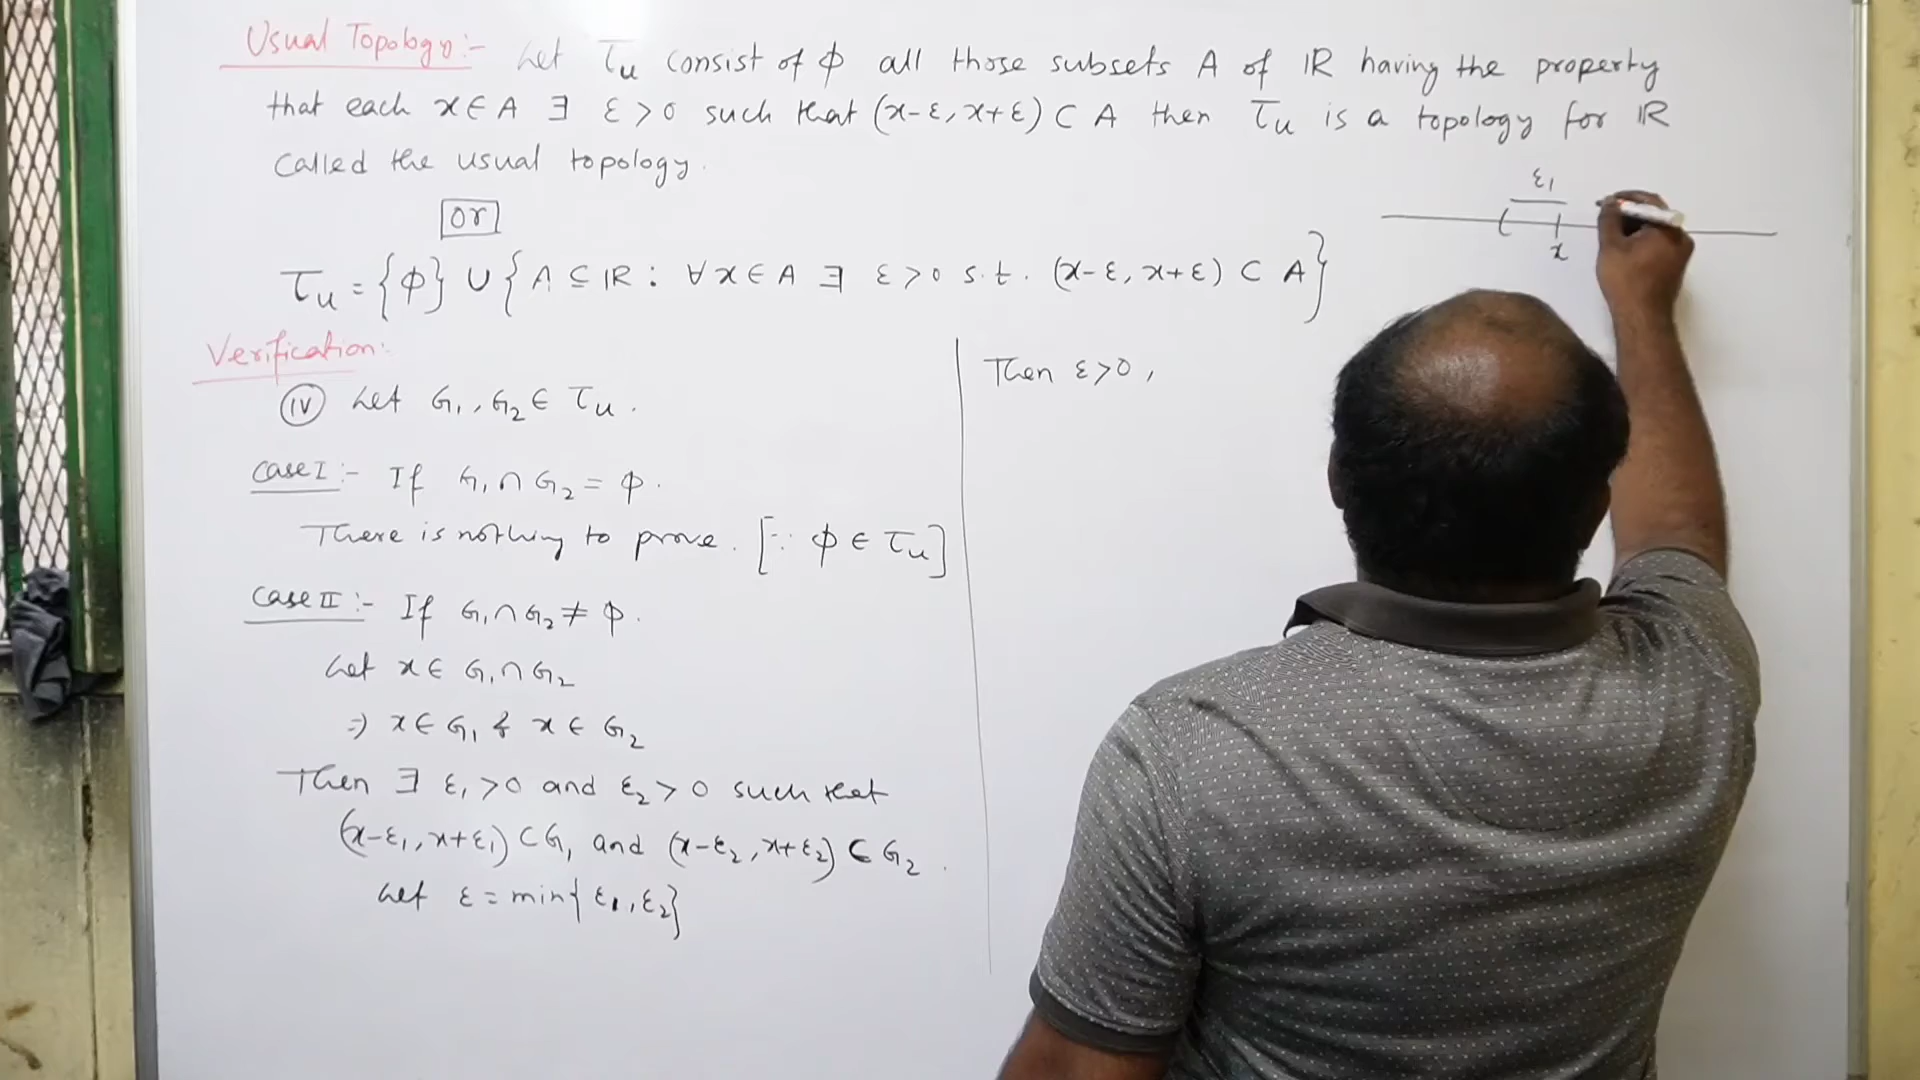 Usual Topology:- Let τu consist of ϕ all those subsets A of ℝ having the property
that each x∈A ∃ ε>0 such that (x-ε, x+ε) ⊂ A then τu is a topology for ℝ
called the usual topology.
or
τu = {ϕ} ∪ {A ⊆ ℝ : ∀x∈A ∃ ε>0 s.t. (x-ε, x+ε) ⊂ A}
ε₁
( x
Verification:
(iv) Let G₁, G₂ ∈ τu.
Case I :- If G₁∩G₂ = ϕ.
There is nothing to prove. [∵ ϕ ∈ τu]
Case II :- If G₁∩G₂ ≠ ϕ.
Let x ∈ G₁∩G₂
⇒ x∈G₁ & x ∈ G₂
Then ∃ ε₁>0 and ε₂>0 such that
(x-ε₁, x+ε₁) ⊂ G₁ and (x-ε₂, x+ε₂) ⊂ G₂.
Let ε = min{ε₁, ε₂}
Then ε>0,